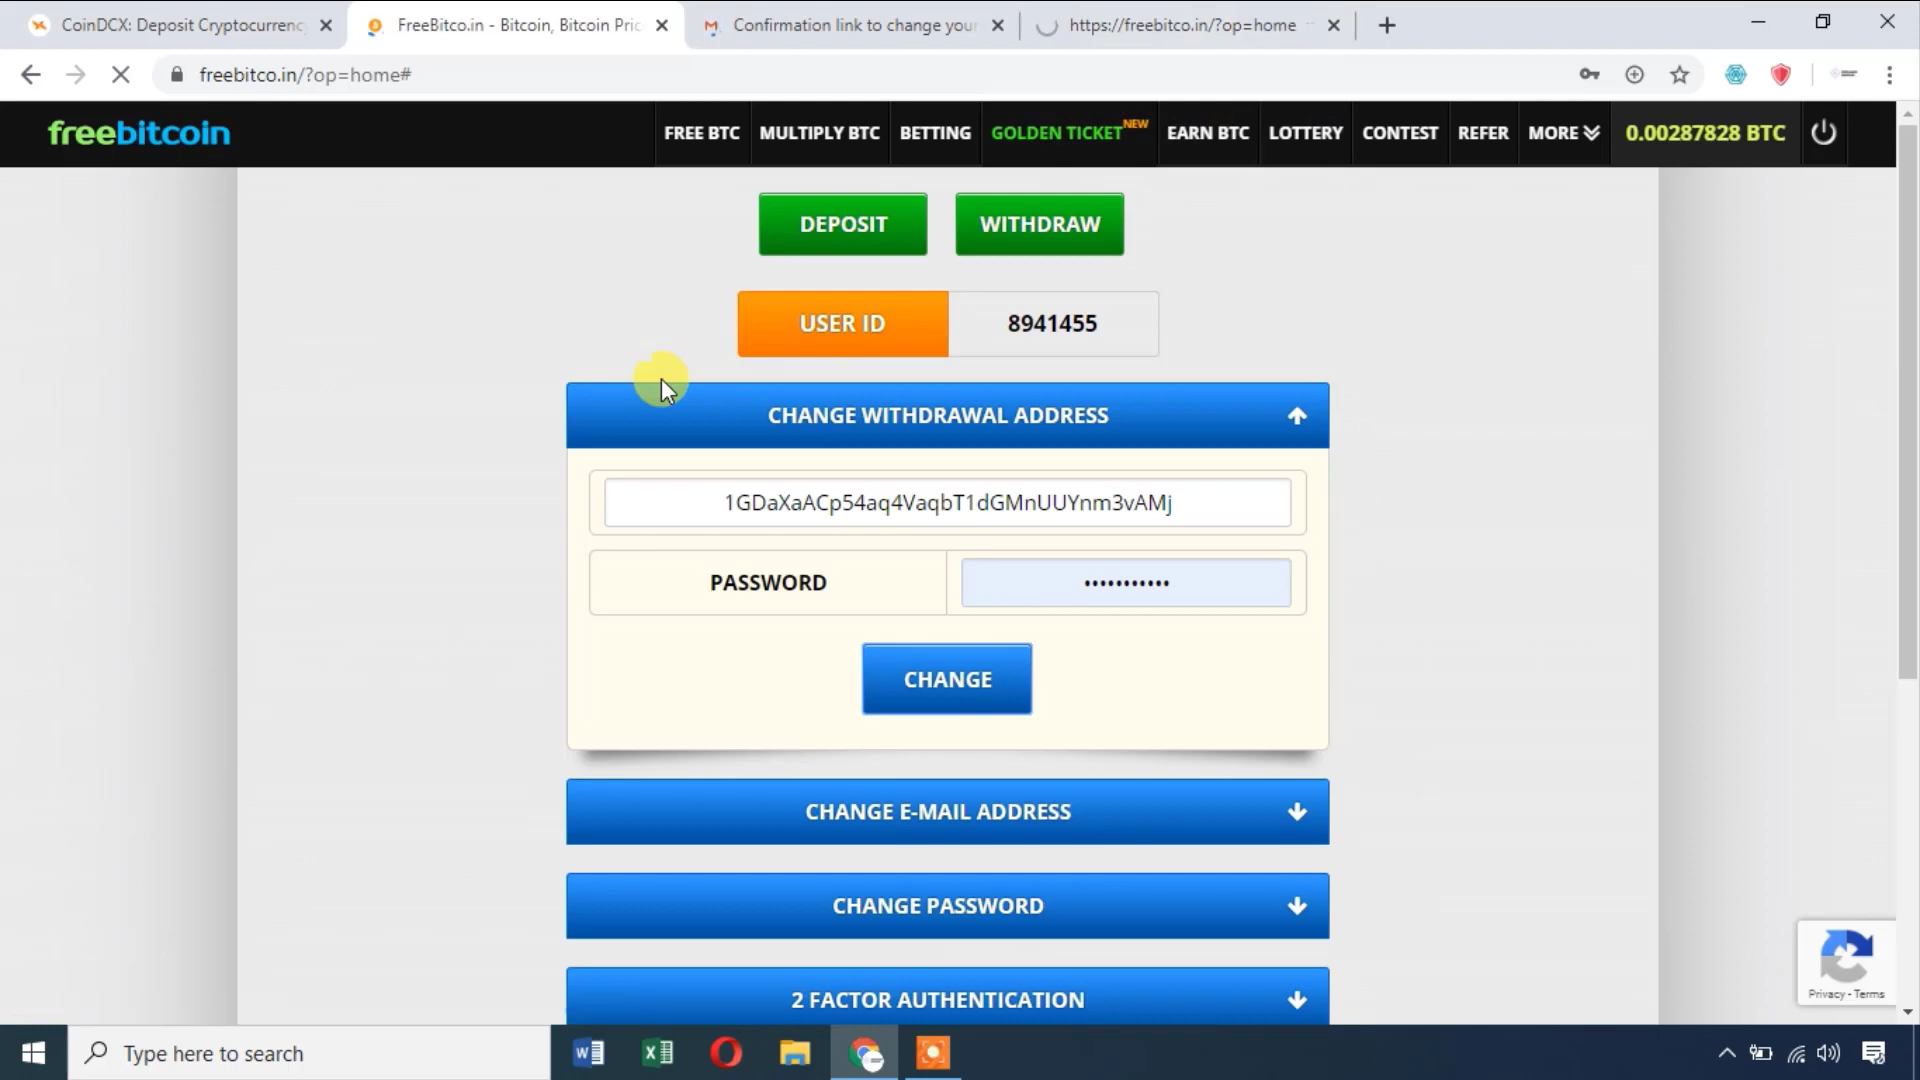 CoinDCX: Deposit Cryptocurrenc
FreeBitco.in - Bitcoin, Bitcoin Pric
Confirmation link to change your
https://freebitco.in/?op=home
freebitco.in/?op=home#
freebitcoin
FREE BTC
MULTIPLY BTC
BETTING
GOLDEN TICKET NEW
EARN BTC
LOTTERY
CONTEST
REFER
MORE
0.00287828 BTC
DEPOSIT
WITHDRAW
USER ID
8941455
CHANGE WITHDRAWAL ADDRESS
1GDaXaACp54aq4VaqbT1dGMnUUYnm3vAMj
PASSWORD
•••••••••••
CHANGE
CHANGE E-MAIL ADDRESS
CHANGE PASSWORD
2 FACTOR AUTHENTICATION
Privacy - Terms
Type here to search